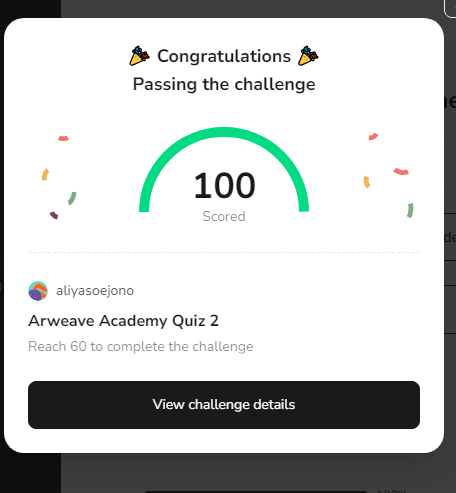 Congratulations
Passing the challenge
100
Scored
aliyasoejono
Arweave Academy Quiz 2
Reach 60 to complete the challenge
View challenge details